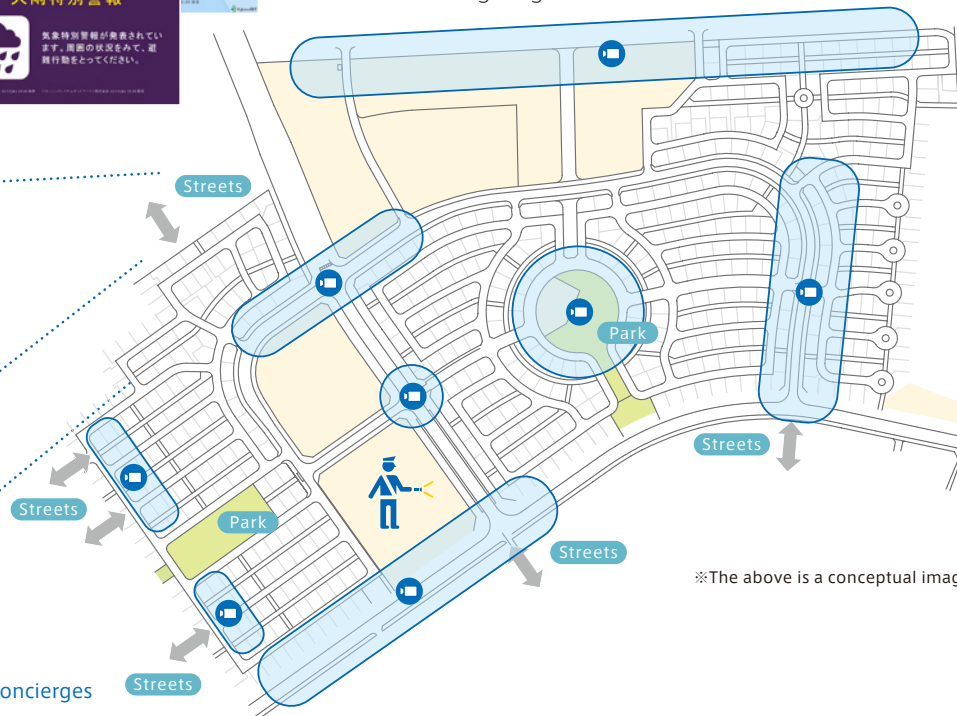 大雨特別警報
気象特別警報が発表されてい
ます。周囲の状況をみて、避
難行動をとってください。
Streets
Park
Streets
Streets
Park
Streets
※The above is a conceptual imag
Streets
oncierges